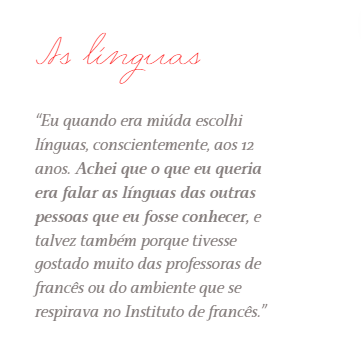 As línguas
“Eu quando era miúda escolhi
línguas, conscientemente, aos 12
anos. Achei que o que eu queria
era falar as línguas das outras
pessoas que eu fosse conhecer, e
talvez também porque tivesse
gostado muito das professoras de
francês ou do ambiente que se
respirava no Instituto de francês.”